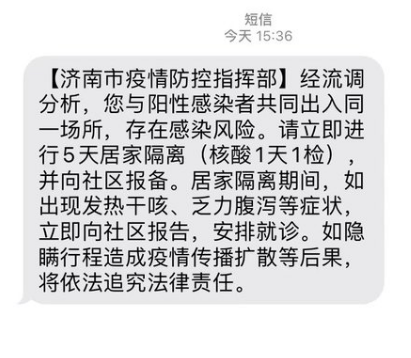 短信
今天 15:36
【济南市疫情防控指挥部】经流调
分析，您与阳性感染者共同出入同
一场所，存在感染风险。请立即进
行5天居家隔离（核酸1天1检），
并向社区报备。居家隔离期间，如
出现发热干咳、乏力腹泻等症状，
立即向社区报告，安排就诊。如隐
瞒行程造成疫情传播扩散等后果，
将依法追究法律责任。